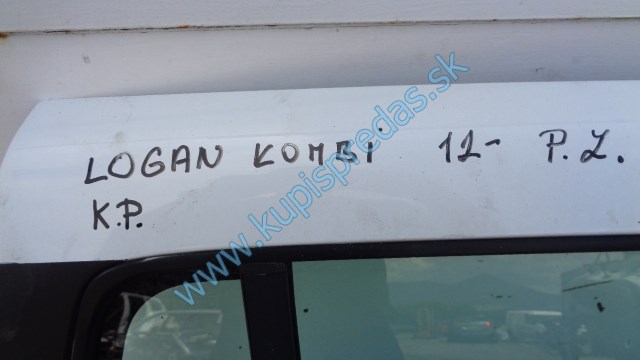 LOGAN KOMBI 12- P.Z.
K.P.
www.kupispredas.sk